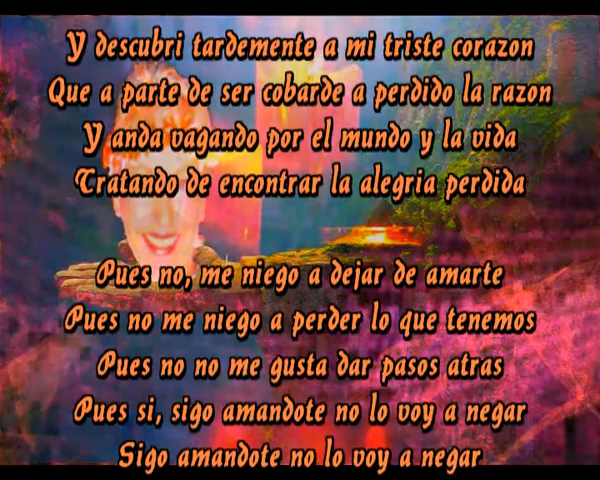 Y descubri tardemente a mi triste corazon
Que a parte de ser cobarde a perdido la razon
Y anda vagando por el mundo y la vida
Tratando de encontrar la alegria perdida
Pues no, me niego a dejar de amarte
Pues no me niego a perder lo que tenemos
Pues no no me gusta dar pasos atras
Pues si, sigo amandote no lo voy a negar
Sigo amandote no lo voy a negar